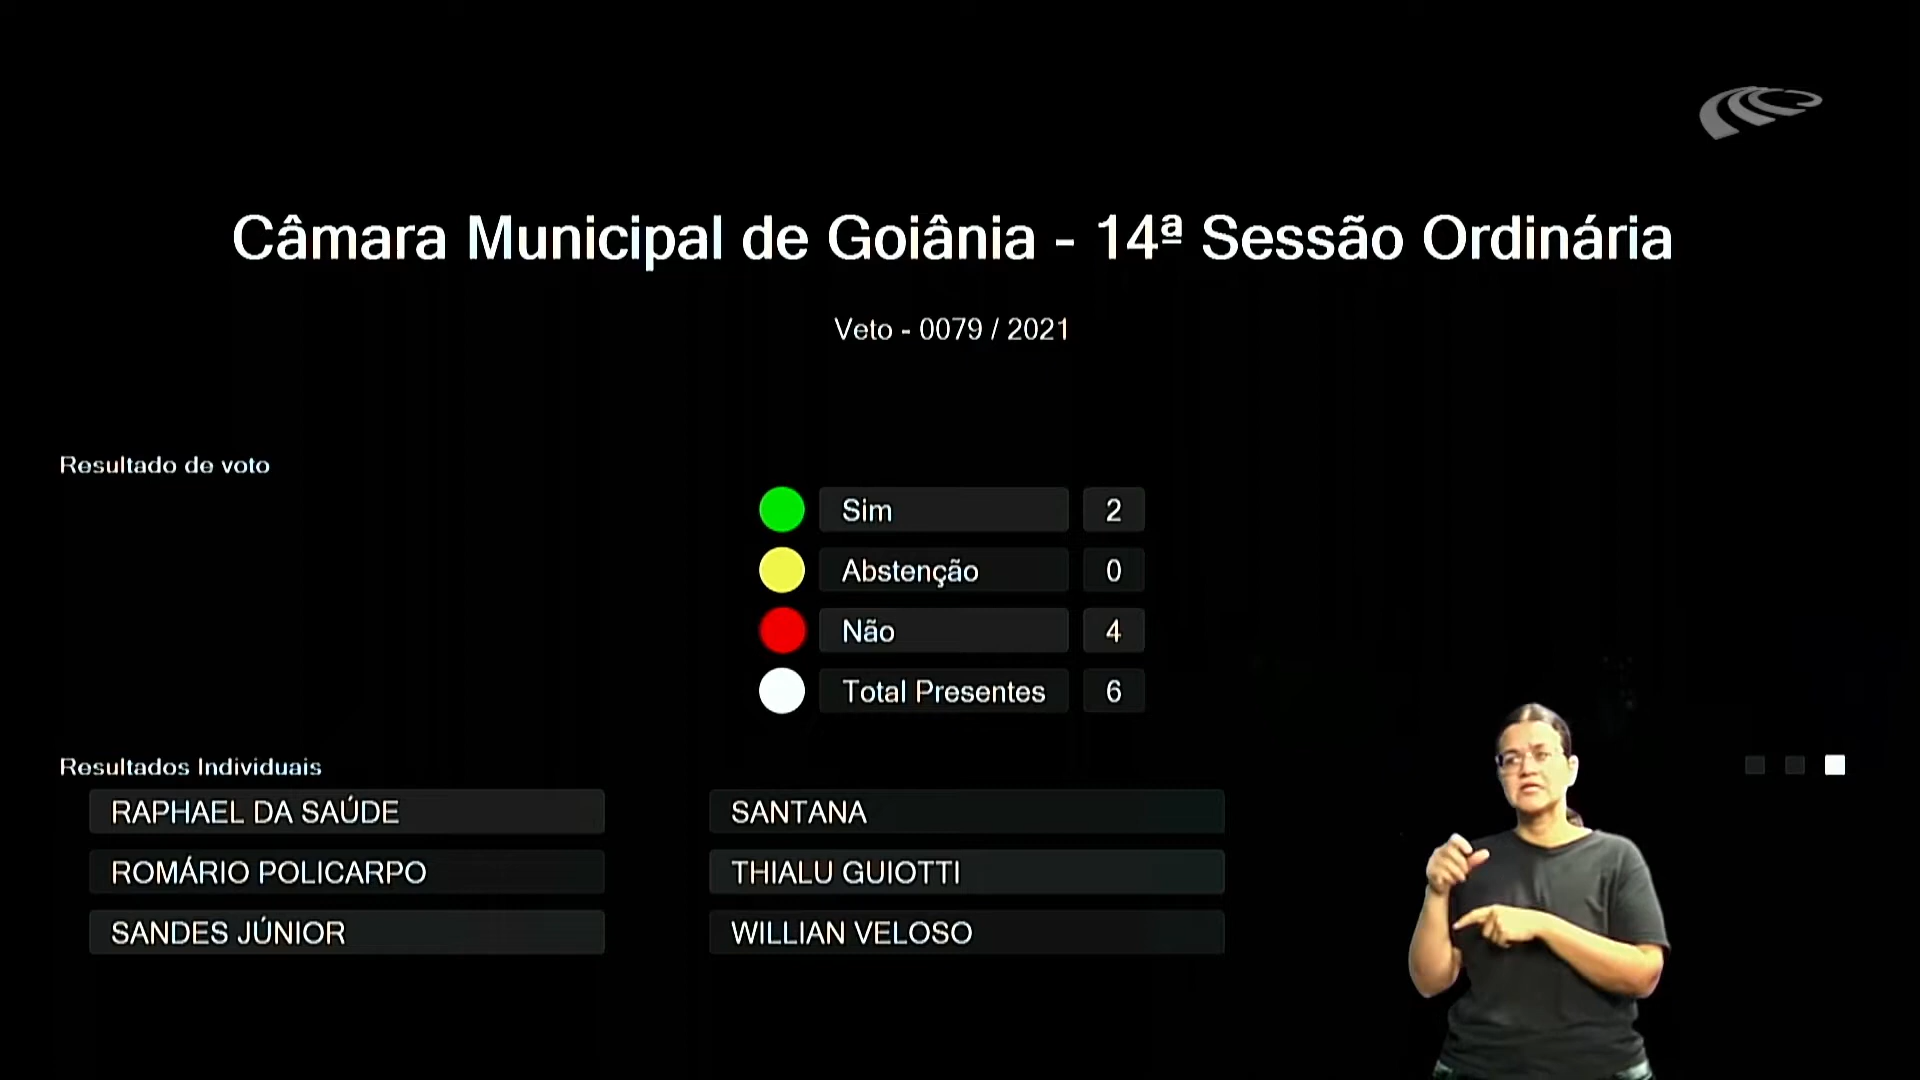 Câmara Municipal de Goiânia - 14ª Sessão Ordinária
Veto - 0079 / 2021
Resultado de voto
Sim 2
Abstenção 0
Não 4
Total Presentes 6
Resultados Individuais
RAPHAEL DA SAÚDE SANTANA
ROMÁRIO POLICARPO THIALU GUIOTTI
SANDES JÚNIOR WILLIAN VELOSO